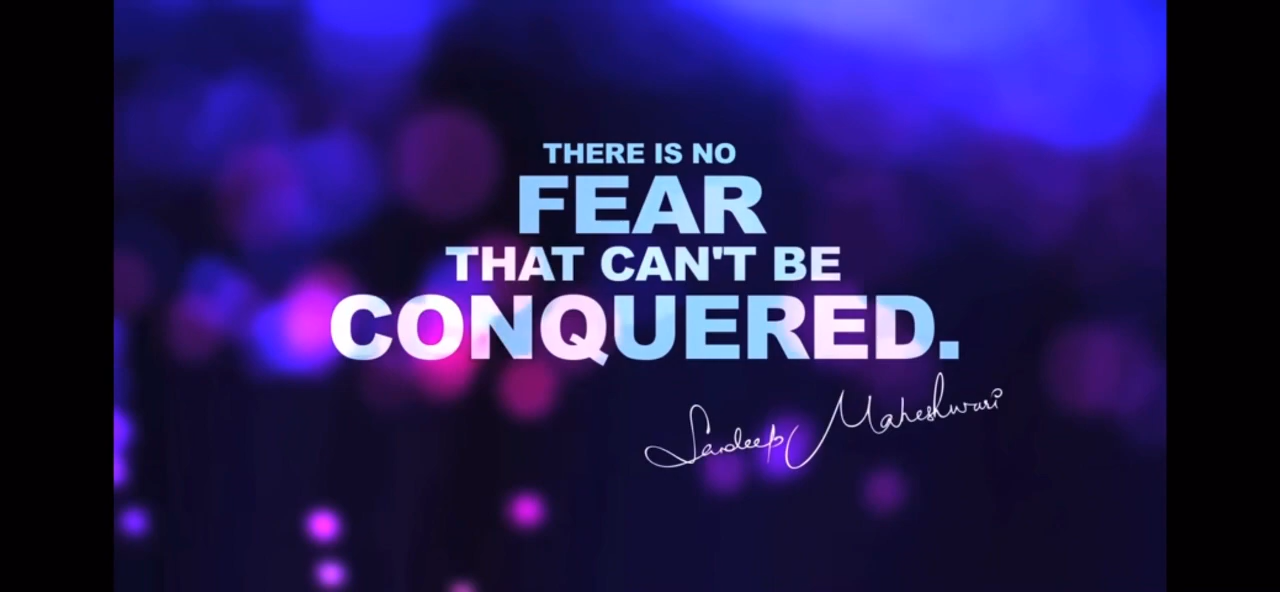 THERE IS NO
FEAR
THAT CAN'T BE
CONQUERED.
Sandeep Maheshwari